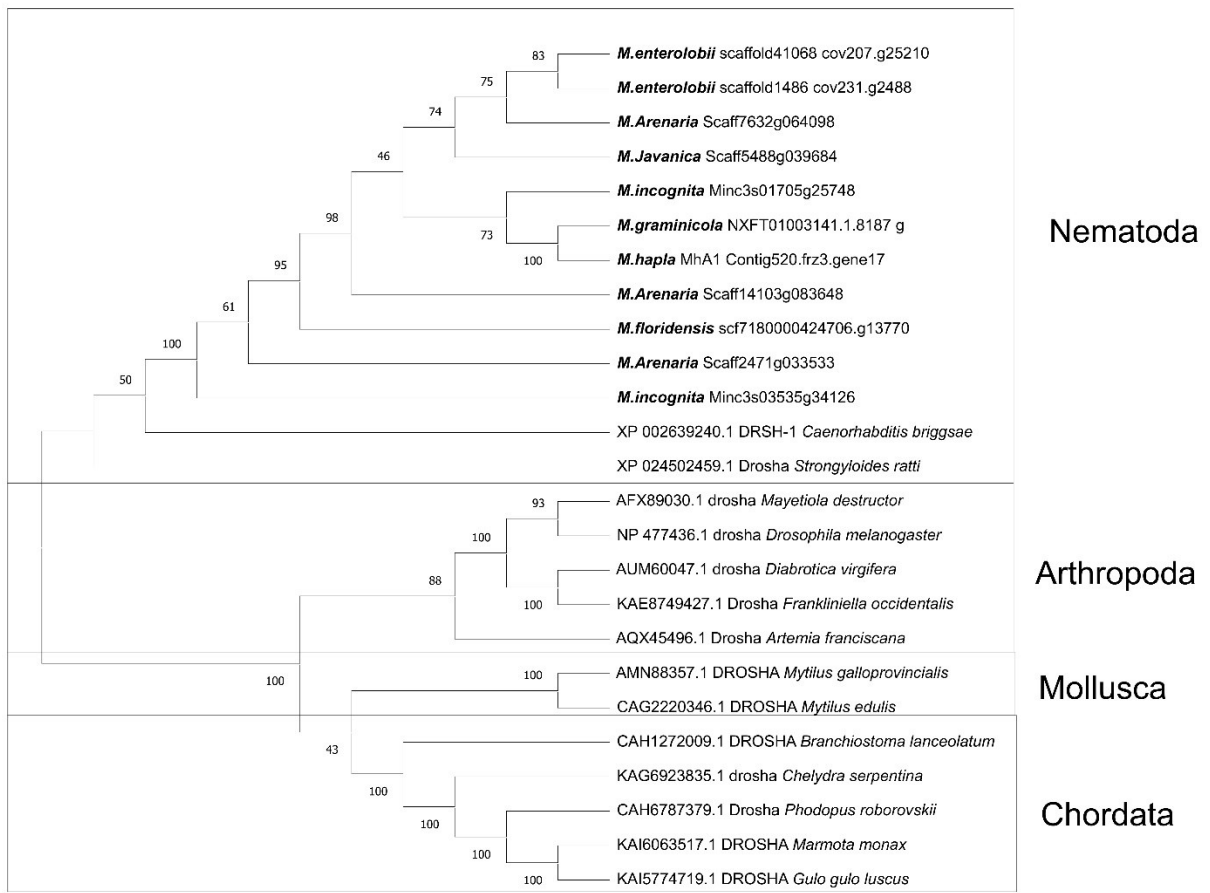 83
M.enterolobii scaffold41068 cov207.g25210
75
M.enterolobii scaffold1486 cov231.g2488
74
M.Arenaria Scaff7632g064098
46
M.Javanica Scaff5488g039684
M.incognita Minc3s01705g25748
98
73
M.graminicola NXFT01003141.1.8187 g
Nematoda
95
100
M.hapla MhA1 Contig520.frz3.gene17
61
M.Arenaria Scaff14103g083648
100
M.floridensis scf7180000424706.g13770
50
M.Arenaria Scaff2471g033533
M.incognita Minc3s03535g34126
XP 002639240.1 DRSH-1 Caenorhabditis briggsae
XP 024502459.1 Drosha Strongyloides ratti
93
AFX89030.1 drosha Mayetiola destructor
100
NP 477436.1 drosha Drosophila melanogaster
88
AUM60047.1 drosha Diabrotica virgifera
Arthropoda
100
KAE8749427.1 Drosha Frankliniella occidentalis
AQX45496.1 Drosha Artemia franciscana
100
100
AMN88357.1 DROSHA Mytilus galloprovincialis
Mollusca
CAG2220346.1 DROSHA Mytilus edulis
43
CAH1272009.1 DROSHA Branchiostoma lanceolatum
100
KAG6923835.1 drosha Chelydra serpentina
100
CAH6787379.1 Drosha Phodopus roborovskii
Chordata
100
KAI6063517.1 DROSHA Marmota monax
100
KAI5774719.1 DROSHA Gulo gulo luscus